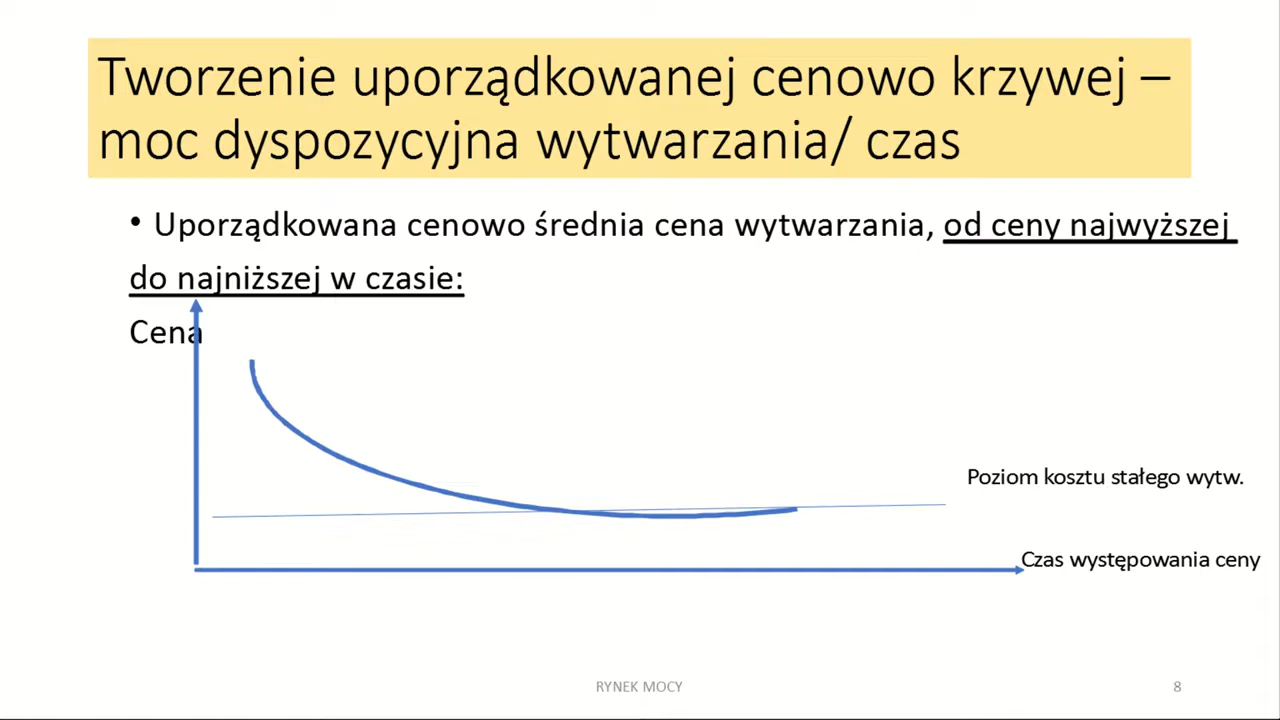 Tworzenie uporządkowanej cenowo krzywej –
moc dyspozycyjna wytwarzania/ czas
• Uporządkowana cenowo średnia cena wytwarzania, od ceny najwyższej
do najniższej w czasie:
Cena
Poziom kosztu stałego wytw.
Czas występowania ceny
RYNEK MOCY
8